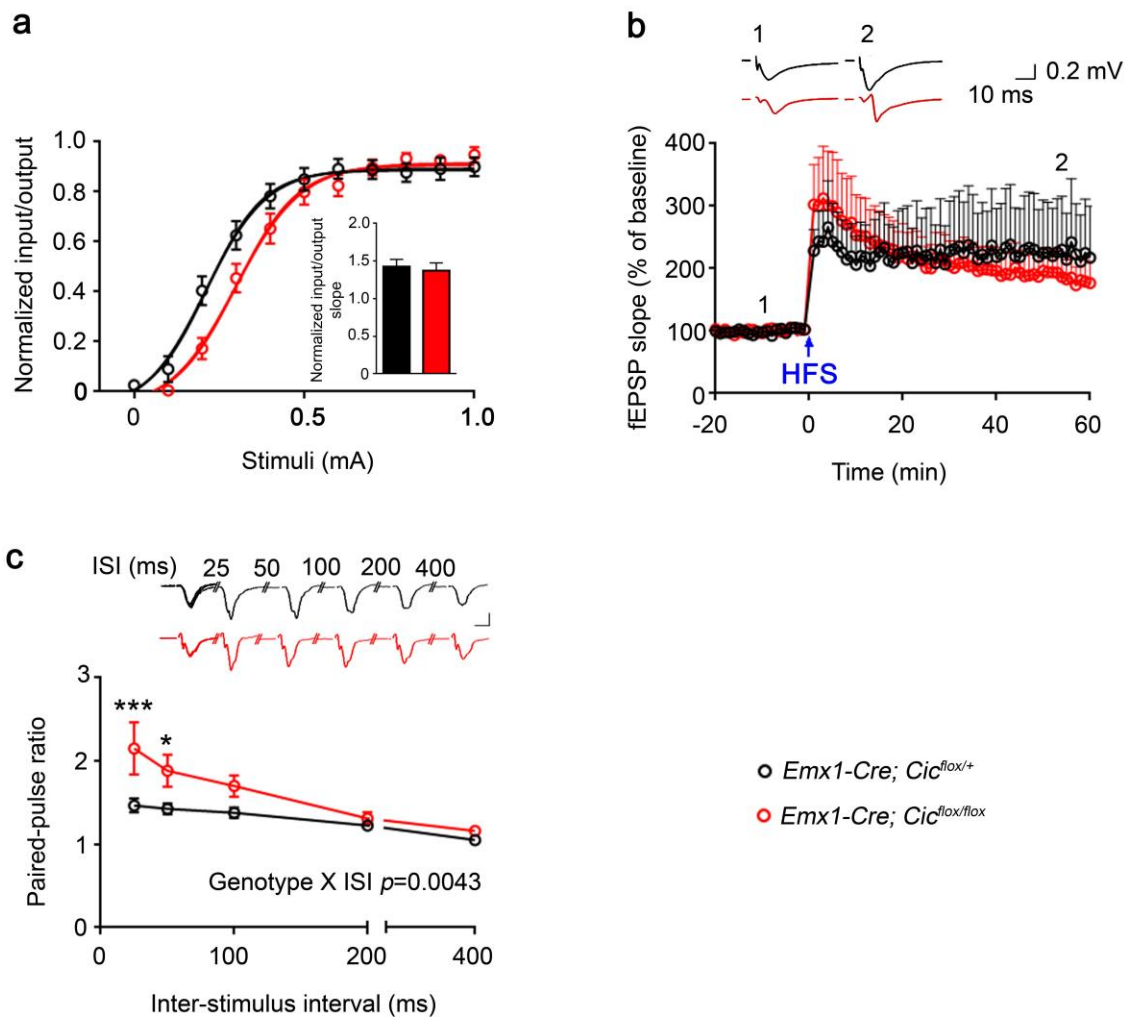 a
Normalized input/output
1.0
0.8
0.6
0.4
0.2
0
0
0.5
1.0
Stimuli (mA)
Normalized input/output
slope
2.0
1.5
1.0
0.5
0
b
1
2
0.2 mV
10 ms
fEPSP slope (% of baseline)
400
300
200
100
0
1
2
HFS
-20
0
20
40
60
Time (min)
c
ISI (ms)
25
50
100
200
400
Paired-pulse ratio
3
2
1
0
***
*
Genotype X ISI p=0.0043
0
100
200
400
Inter-stimulus interval (ms)
Emx1-Cre; Cic^flox/+
Emx1-Cre; Cic^flox/flox